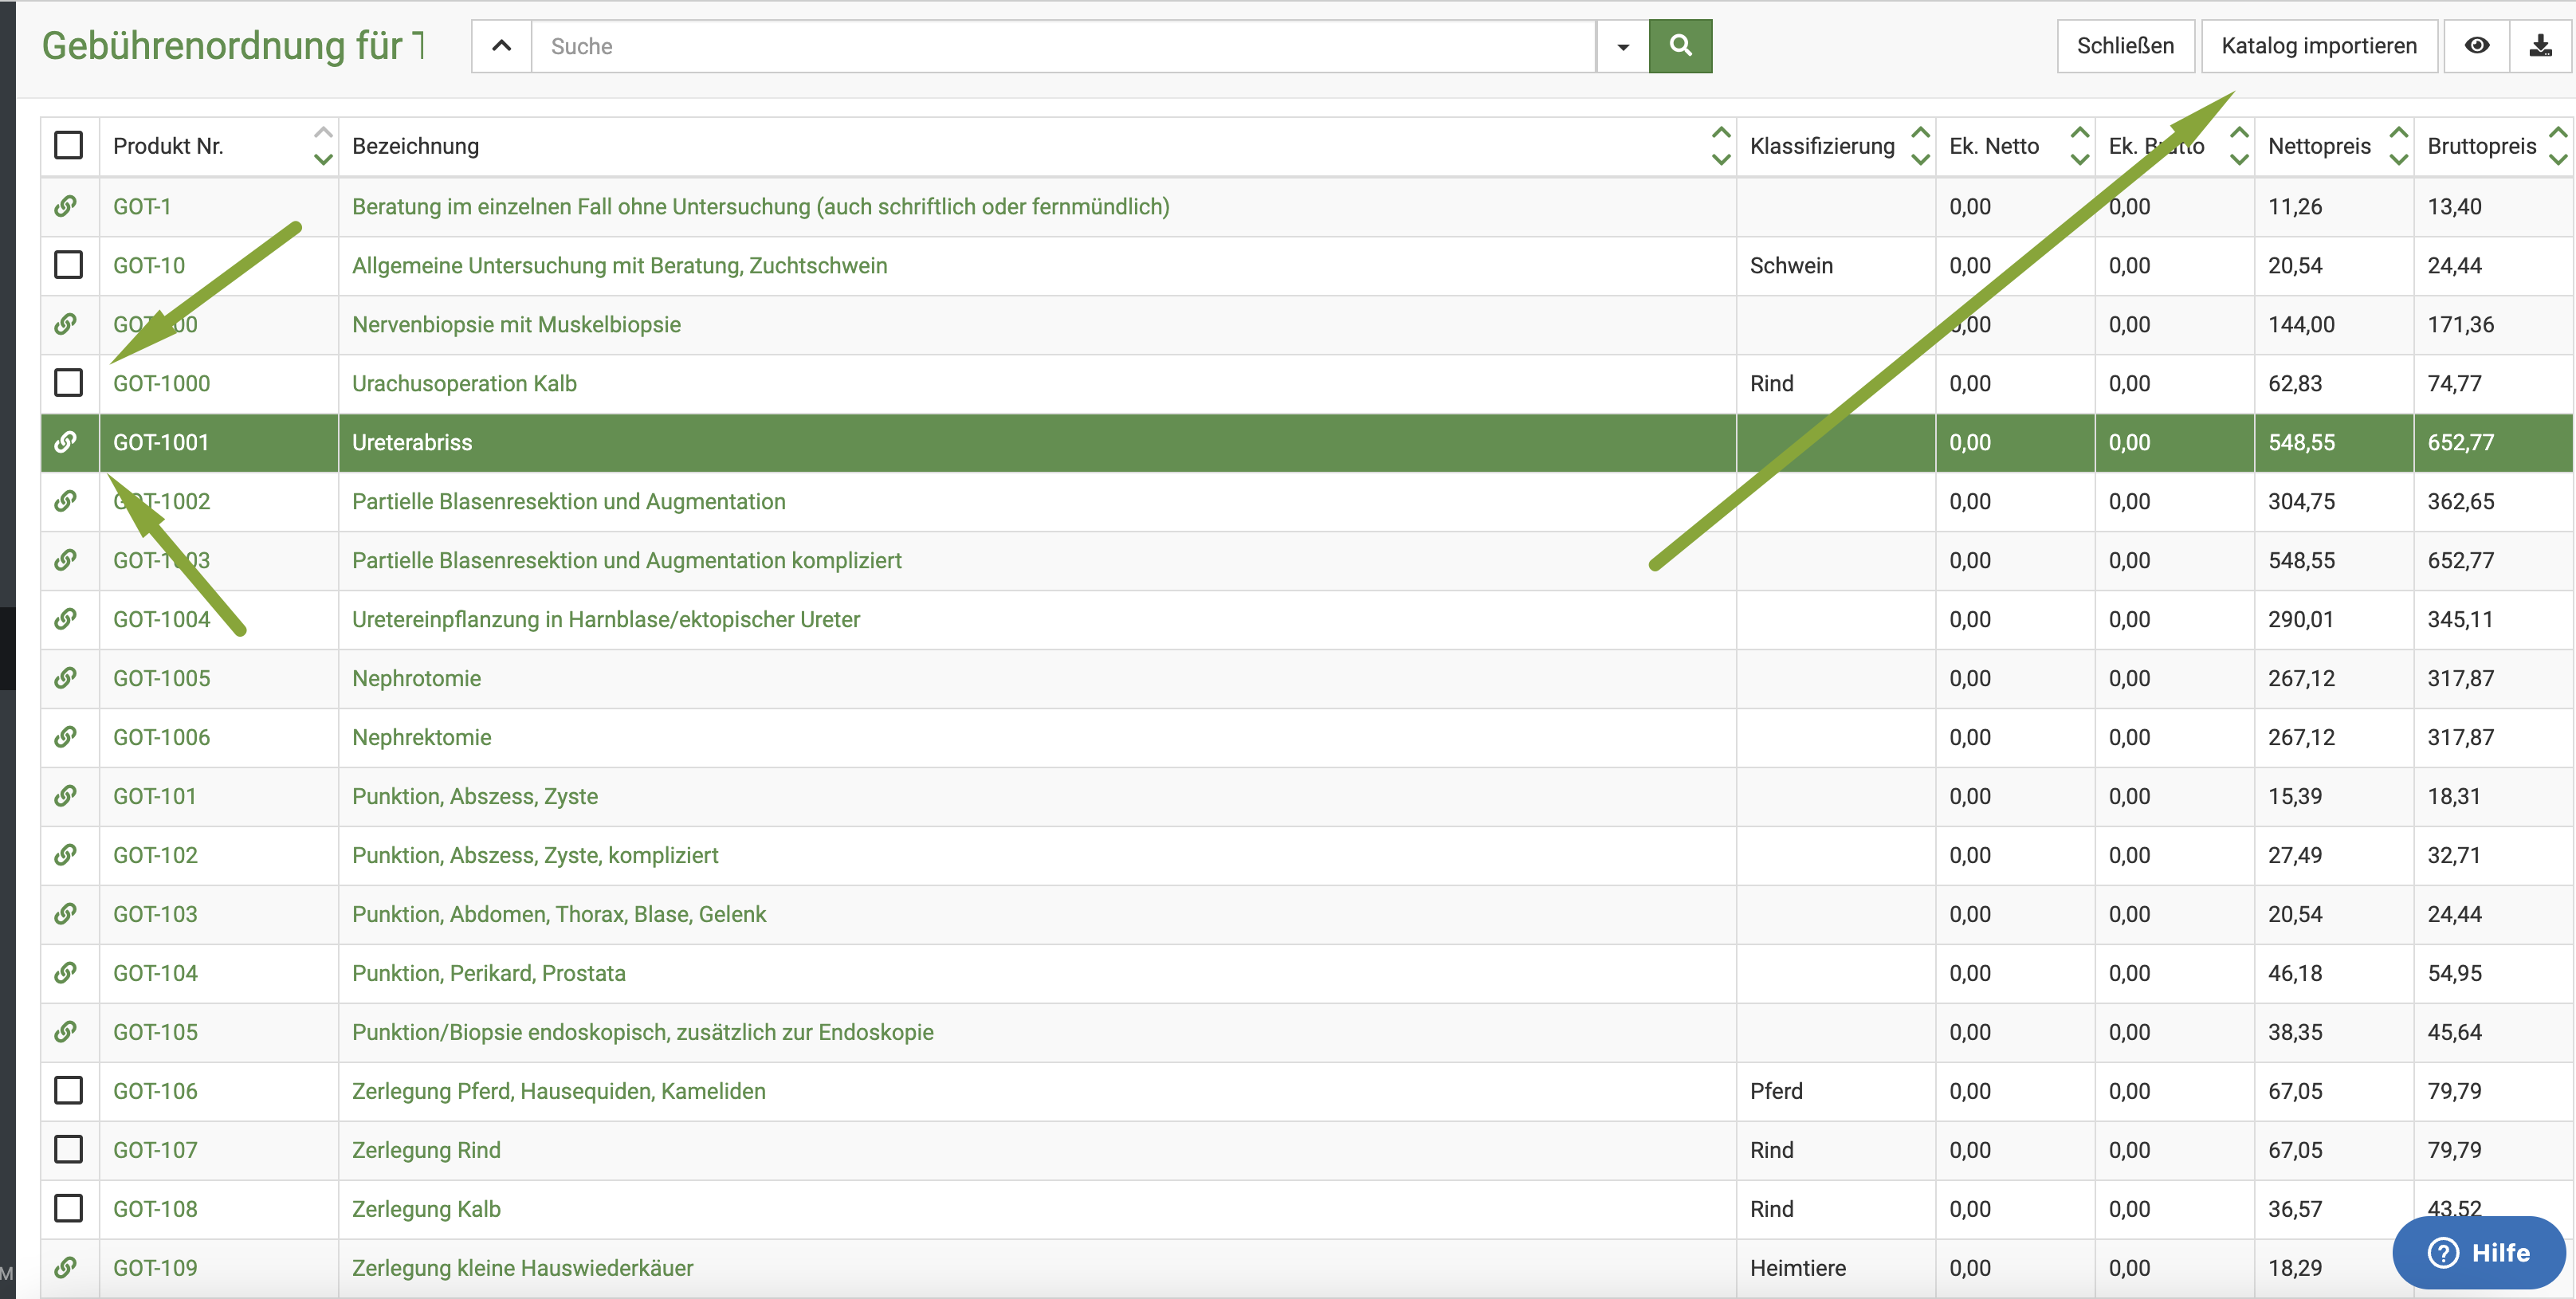 Gebührenordnung für
Suche
Schließen
Katalog importieren
Produkt Nr. Bezeichnung Klassifizierung Ek. Netto Ek. Brutto Nettopreis Bruttopreis
GOT-1 Beratung im einzelnen Fall ohne Untersuchung (auch schriftlich oder fernmündlich) 0,00 0,00 11,26 13,40
GOT-10 Allgemeine Untersuchung mit Beratung, Zuchtschwein Schwein 0,00 0,00 20,54 24,44
Nervenbiopsie mit Muskelbiopsie 0,00 0,00 144,00 171,36
GOT-1000 Urachusoperation Kalb Rind 0,00 0,00 62,83 74,77
GOT-1001 Ureterabriss 0,00 0,00 548,55 652,77
GOT-1002 Partielle Blasenresektion und Augmentation 0,00 0,00 304,75 362,65
GOT-1003 Partielle Blasenresektion und Augmentation kompliziert 0,00 0,00 548,55 652,77
GOT-1004 Uretereinpflanzung in Harnblase/ektopischer Ureter 0,00 0,00 290,01 345,11
GOT-1005 Nephrotomie 0,00 0,00 267,12 317,87
GOT-1006 Nephrektomie 0,00 0,00 267,12 317,87
GOT-101 Punktion, Abszess, Zyste 0,00 0,00 15,39 18,31
GOT-102 Punktion, Abszess, Zyste, kompliziert 0,00 0,00 27,49 32,71
GOT-103 Punktion, Abdomen, Thorax, Blase, Gelenk 0,00 0,00 20,54 24,44
GOT-104 Punktion, Perikard, Prostata 0,00 0,00 46,18 54,95
GOT-105 Punktion/Biopsie endoskopisch, zusätzlich zur Endoskopie 0,00 0,00 38,35 45,64
GOT-106 Zerlegung Pferd, Hausequiden, Kameliden Pferd 0,00 0,00 67,05 79,79
GOT-107 Zerlegung Rind Rind 0,00 0,00 67,05 79,79
GOT-108 Zerlegung Kalb Rind 0,00 0,00 36,57 43,52
GOT-109 Zerlegung kleine Hauswiederkäuer Heimtiere 0,00 0,00 18,29
Hilfe
M